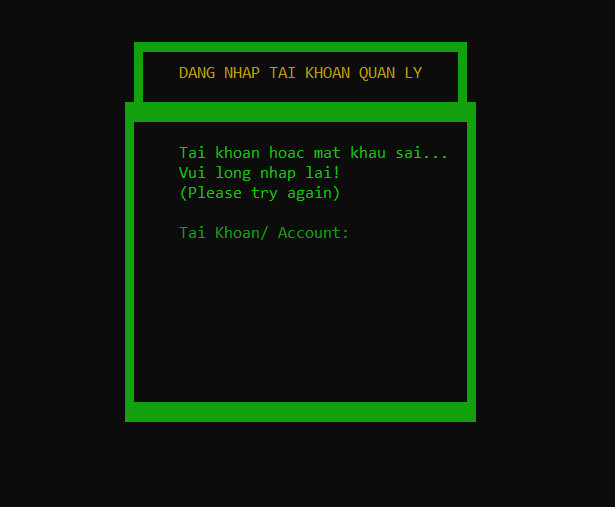 DANG NHAP TAI KHOAN QUAN LY
Tai khoan hoac mat khau sai...
Vui long nhap lai!
(Please try again)
Tai Khoan/ Account: